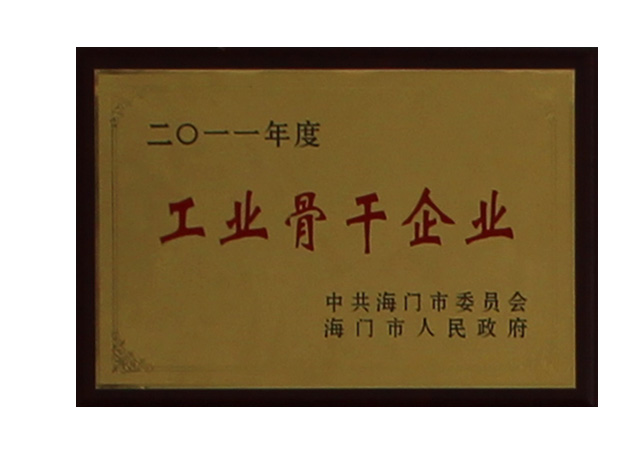 二〇一一年度
工业骨干企业
中共海门市委员会
海门市人民政府